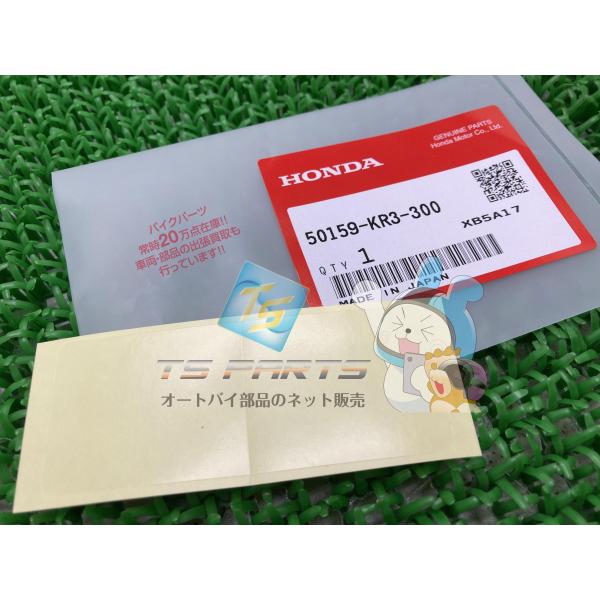 GENUINE PARTS
Honda Motor Co., Ltd.
HONDA
50159-KR3-300
XB5A17
QTY 1
MADE IN JAPAN
バイクパーツ
常時20万点在庫!!
車両・部品の出張買取も
行っています!!
TS
TS PARTS
オートバイ部品のネット販売